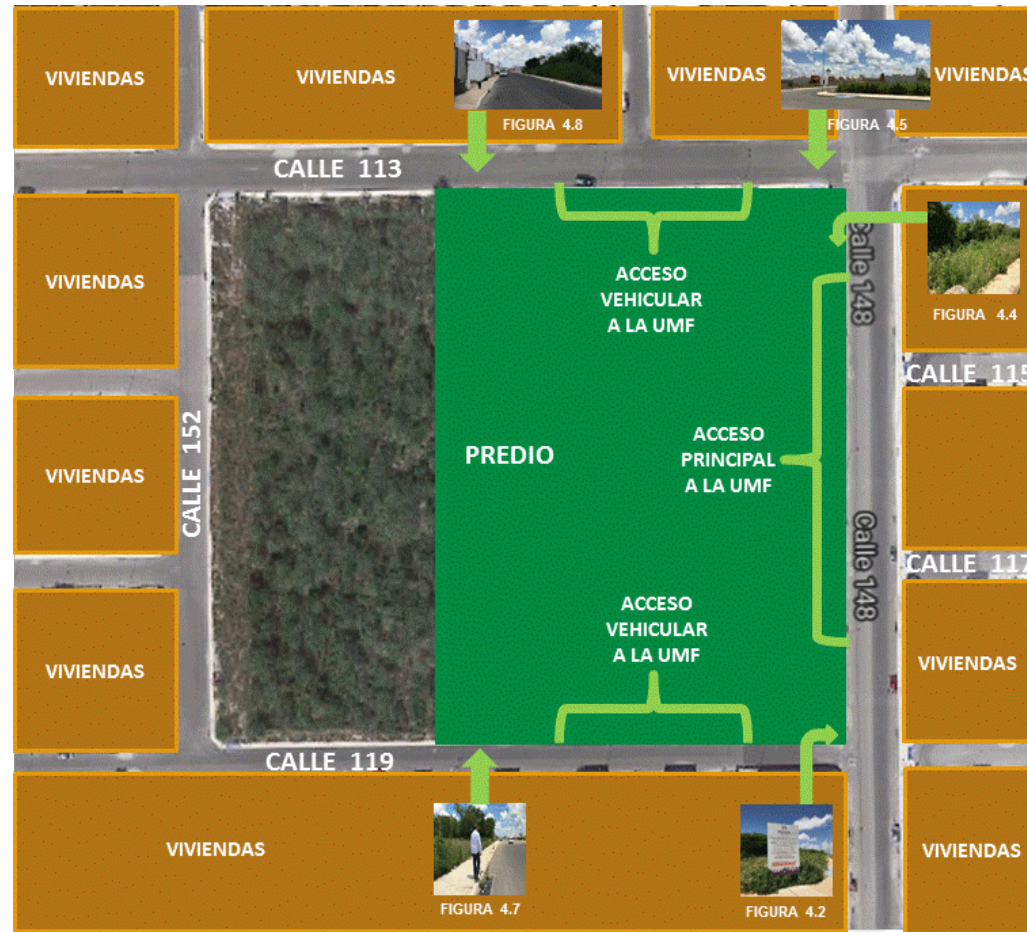 VIVIENDAS
VIVIENDAS
VIVIENDAS
VIVIENDAS
FIGURA 4.8
FIGURA 4.5
CALLE 113
VIVIENDAS
ACCESO
VEHICULAR
A LA UMF
Calle 148
FIGURA 4.4
CALLE 115
CALLE 152
VIVIENDAS
PREDIO
ACCESO
PRINCIPAL
A LA UMF
Calle 148
CALLE 117
ACCESO
VEHICULAR
A LA UMF
VIVIENDAS
VIVIENDAS
CALLE 119
VIVIENDAS
FIGURA 4.7
FIGURA 4.2
VIVIENDAS